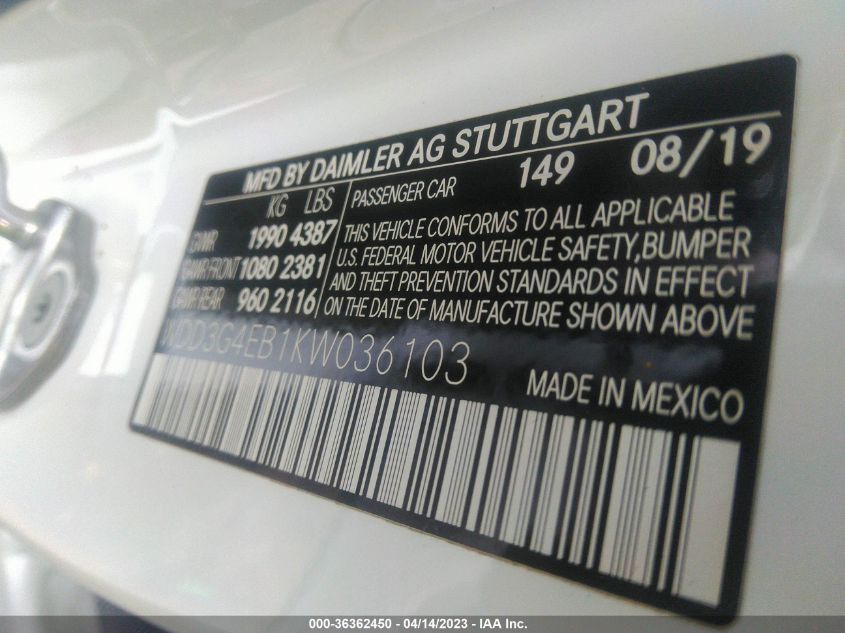 MFD BY DAIMLER AG STUTTGART
149 08/19
KG LBS
GVWR 1990 4387
GAWR FRONT 1080 2381
GAWR REAR 960 2116
PASSENGER CAR
THIS VEHICLE CONFORMS TO ALL APPLICABLE
U.S. FEDERAL MOTOR VEHICLE SAFETY,BUMPER
AND THEFT PREVENTION STANDARDS IN EFFECT
ON THE DATE OF MANUFACTURE SHOWN ABOVE
WDD3G4EB1KW036103
MADE IN MEXICO
000-36362450 - 04/14/2023 - IAA Inc.